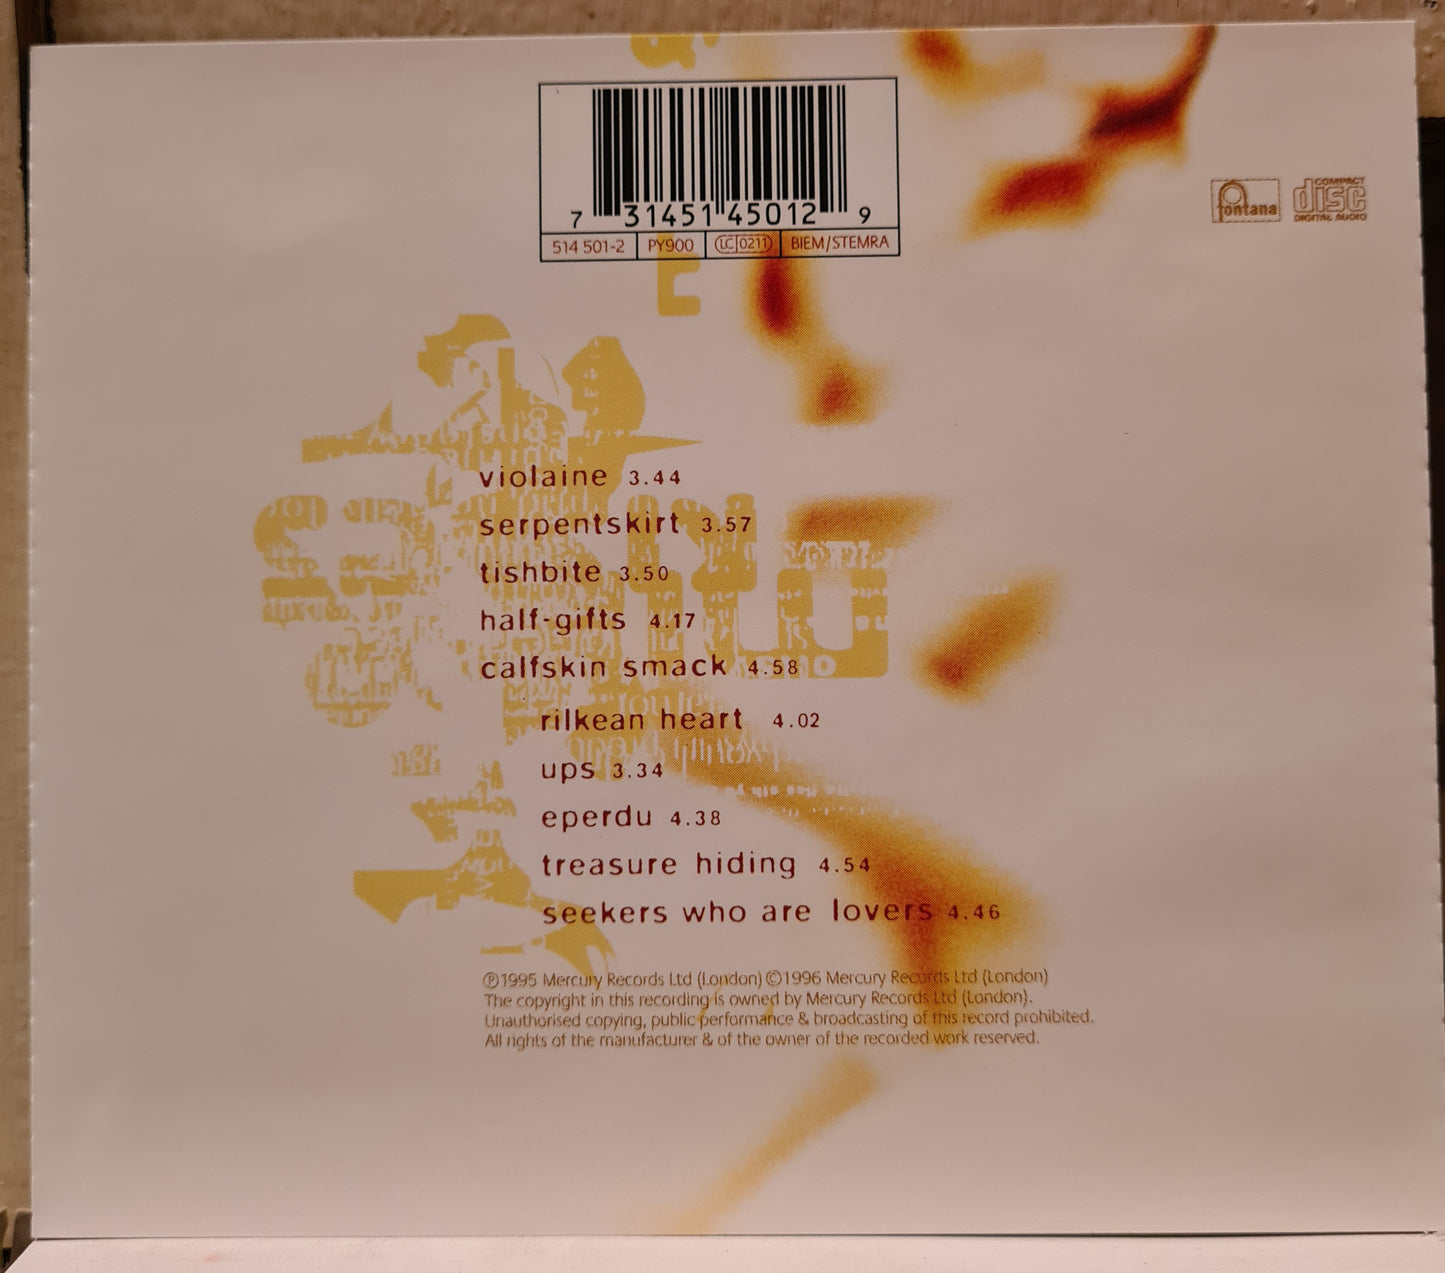 7 31451 45012 9
514 501-2 PY900 LC 0211 BIEM/STEMRA
fontana
COMPACT
disc
DIGITAL AUDIO
violaine 3.44
serpentskirt 3.57
tishbite 3.50
half-gifts 4.17
calfskin smack 4.58
rilkean heart 4.02
ups 3.34
eperdu 4.38
treasure hiding 4.54
seekers who are lovers 4.46
℗1995 Mercury Records Ltd (London) ©1996 Mercury Records Ltd (London)
The copyright in this recording is owned by Mercury Records Ltd (London).
Unauthorised copying, public performance & broadcasting of this record prohibited.
All rights of the manufacturer & of the owner of the recorded work reserved.